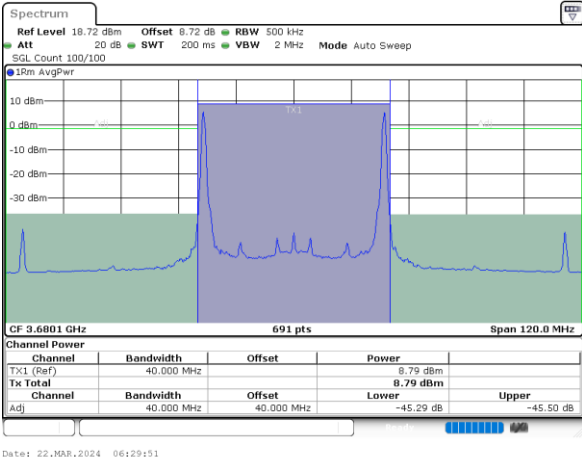 Spectrum
Ref Level 18.72 dBm Offset 8.72 dB RBW 500 kHz
Att 20 dB SWT 200 ms VBW 2 MHz Mode Auto Sweep
SGL Count 100/100
1Rm AvgPwr
TX1
10 dBm
0 dBm
Adj Adj
-10 dBm
-20 dBm
-30 dBm
CF 3.6801 GHz 691 pts Span 120.0 MHz
Channel Power
Channel Bandwidth Offset Power
TX1 (Ref) 40.000 MHz 8.79 dBm
Tx Total 8.79 dBm
Channel Bandwidth Offset Lower Upper
Adj 40.000 MHz 40.000 MHz -45.29 dB -45.50 dB
Ready
Date: 22.MAR.2024 06:29:51